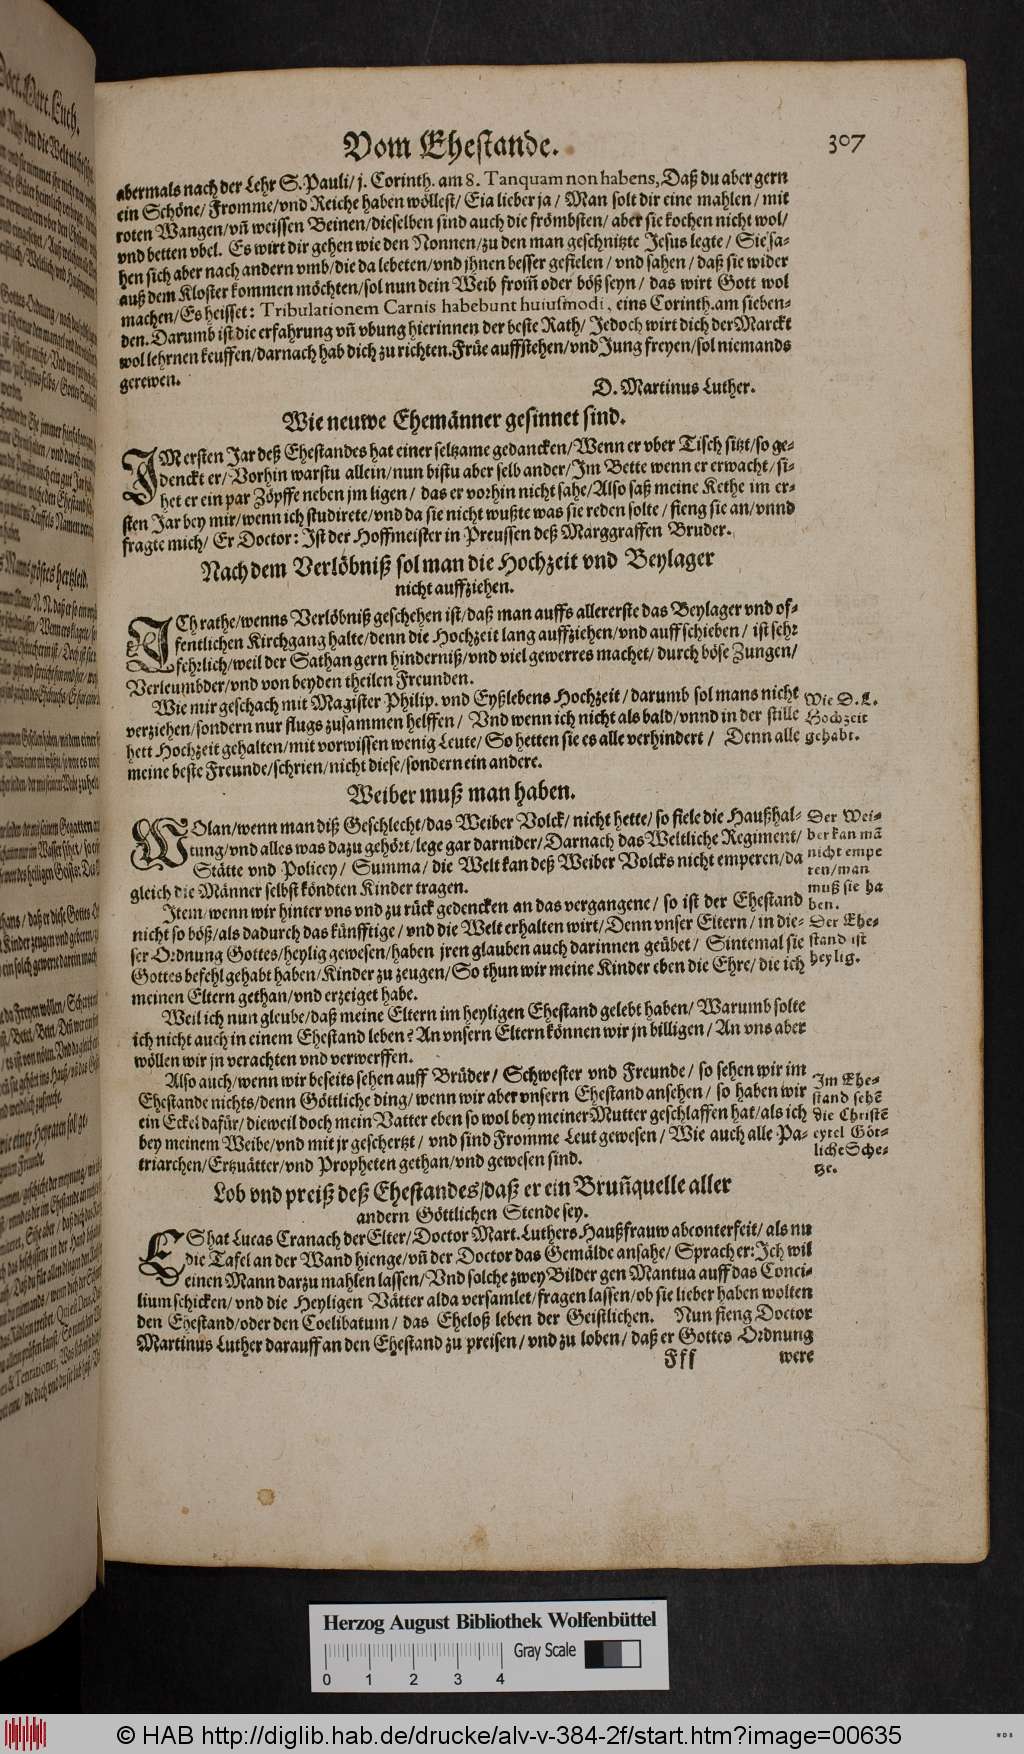 Vom Ehestande. 307
abermals nach der Lehr S. Pauli/ j. Corinth. am 8. Tanquam non habens, Daß du aber gern
ein Schöne/ Fromme/ vnd Reiche haben wöllest/ Eia lieber ja/ Man solt dir eine mahlen/ mit
roten Wangen/ vñ weissen Beinen/ dieselben sind auch die frömbsten/ aber sie kochen nicht wol/
vnd betten vbel. Es wirt dir gehen wie den Nonnen/ zu den man geschnitzte Jesus legte/ Sie sa-
hen sich aber nach andern vmb/ die da lebeten/ vnd jhnen besser gefielen/ vnd sahen/ daß sie wider
auß dem Kloster kommen möchten/ sol nun dein Weib from̃ oder böß seyn/ das wirt Gott wol
machen/ Es heisset: Tribulationem Carnis habebunt huiusmodi, eins Corinth. am sieben-
den. Darumb ist die erfahrung vñ vbung hierinnen der beste Rath/ Jedoch wirt dich der Marckt
wol lehrnen keuffen/ darnach hab dich zu richten. Früe auffstehen/ vnd Jung freyen/ sol niemands
gerewen.
D. Martinus Luther.
Wie neuwe Ehemänner gesinnet sind.
IM ersten Jar deß Ehestandes hat einer seltzame gedancken/ Wenn er vber Tisch sitzt/ so ge-
denckt er/ Vorhin warstu allein/ nun bistu aber selb ander/ Im Bette wenn er erwacht/ si-
het er ein par Zöpffe neben jm ligen/ das er vorhin nicht sahe/ Also saß meine Kethe im er-
sten Jar bey mir/ wenn ich studirete/ vnd da sie nicht wußte was sie reden solte/ fieng sie an/ vnnd
fragte mich/ Er Doctor: Ist der Hoffmeister in Preussen deß Marggraffen Bruder.
Nach dem Verlöbniß sol man die Hochzeit vnd Beylager
nicht auffziehen.
ICh rathe/ wenns Verlöbniß geschehen ist/ daß man auffs allererste das Beylager vnd of-
fentlichen Kirchgang halte/ denn die Hochzeit lang auffziehen/ vnd auffschieben/ ist sehr
fehrlich/ weil der Sathan gern hinderniß/ vnd viel gewerres machet/ durch böse Zungen/
Verleumbder/ vnd von beyden theilen Freunden.
Wie mir geschach mit Magister Philip. vnd Eyßlebens Hochzeit/ darumb sol mans nicht
verziehen/ sondern nur flugs zusammen helffen/ Vnd wenn ich nicht als bald/ vnnd in der stille
hett Hochzeit gehalten/ mit vorwissen wenig Leute/ So hetten sie es alle verhindert/ Denn alle
meine beste Freunde/ schrien/ nicht diese/ sondern ein andere.
Wie D. L.
Hochzeit
gehabt.
Weiber muß man haben.
WOlan/ wenn man diß Geschlecht/ das Weiber Volck/ nicht hette/ so fiele die Haußhal-
tung/ vnd alles was dazu gehört/ lege gar darnider/ Darnach das Weltliche Regiment/
Stätte vnd Policey/ Summa/ die Welt kan deß Weiber Volcks nicht emperen/ da
gleich die Männer selbst köndten Kinder tragen.
Der Wei-
ber kan mã
nicht empe
ren/ man
muß sie ha
ben.
Item/ wenn wir hinter vns vnd zu rück gedencken an das vergangene/ so ist der Ehestand
nicht so böß/ als dadurch das künfftige/ vnd die Welt erhalten wirt/ Denn vnser Eltern/ in die-
ser Ordnung Gottes/ heylig gewesen/ haben jren glauben auch darinnen geübet/ Sintemal sie
Gottes befehl gehabt haben/ Kinder zu zeugen/ So thun wir meine Kinder eben die Ehre/ die ich
meinen Eltern gethan/ vnd erzeiget habe.
Der Ehe-
stand ist
heylig.
Weil ich nun gleube/ daß meine Eltern im heyligen Ehestand gelebt haben/ Warumb solte
ich nicht auch in einem Ehestand leben? An vnsern Eltern können wir jn billigen/ An vns aber
wöllen wir jn verachten vnd verwerffen.
Also auch/ wenn wir beseits sehen auff Brüder/ Schwester vnd Freunde/ so sehen wir im
Ehestande nichts/ denn Göttliche ding/ wenn wir aber vnsern Ehestand ansehen/ so haben wir
ein Eckel dafür/ dieweil doch mein Vatter eben so wol bey meiner Mutter geschlaffen hat/ als ich
bey meinem Weibe/ vnd mit jr geschertzt/ vnd sind Fromme Leut gewesen/ Wie auch alle Pa-
triarchen/ Ertzuätter/ vnd Propheten gethan/ vnd gewesen sind.
Im Ehe-
stand sehẽ
die Christẽ
eytel Göt-
liche Sche-
tze.
Lob vnd preiß deß Ehestandes/ daß er ein Bruñquelle aller
andern Göttlichen Stende sey.
ES hat Lucas Cranach der Elter/ Doctor Mart. Luthers Haußfrauw abconterfeit/ als nu
die Tafel an der Wand hienge/ vñ der Doctor das Gemälde ansahe/ Sprach er: Ich wil
einen Mann darzu mahlen lassen/ Vnd solche zwey Bilder gen Mantua auff das Conci-
lium schicken/ vnd die Heyligen Vätter alda versamlet/ fragen lassen/ ob sie lieber haben wolten
den Ehestand/ oder den Coelibatum/ das Eheloß leben der Geistlichen. Nun fieng Doctor
Martinus Luther darauff an den Ehestand zu preisen/ vnd zu loben/ daß er Gottes Ordnung
Fff were
Herzog August Bibliothek Wolfenbüttel
Gray Scale
0 1 2 3 4
© HAB http://diglib.hab.de/drucke/alv-v-384-2f/start.htm?image=00635